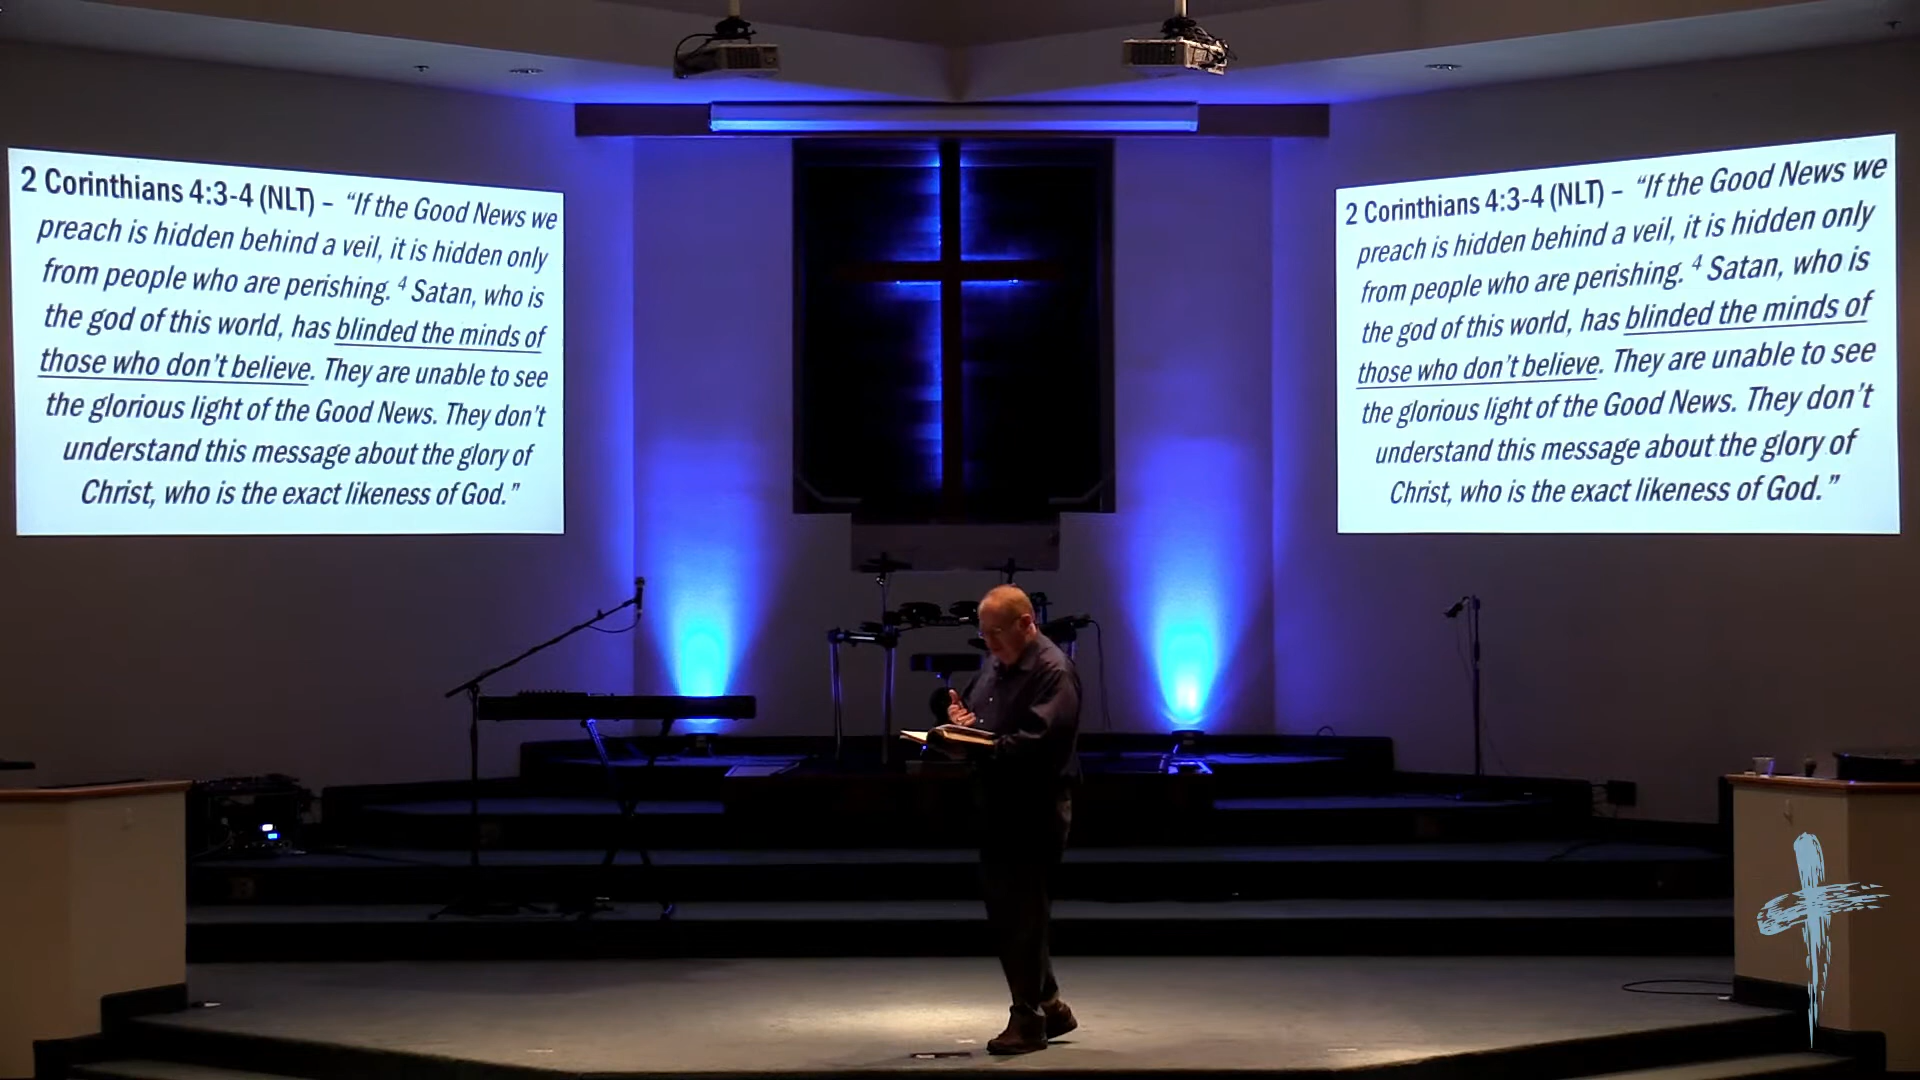 2 Corinthians 4:3-4 (NLT) – “If the Good News we
preach is hidden behind a veil, it is hidden only
from people who are perishing. 4 Satan, who is
the god of this world, has blinded the minds of
those who don’t believe. They are unable to see
the glorious light of the Good News. They don’t
understand this message about the glory of
Christ, who is the exact likeness of God.”
2 Corinthians 4:3-4 (NLT) – “If the Good News we
preach is hidden behind a veil, it is hidden only
from people who are perishing. 4 Satan, who is
the god of this world, has blinded the minds of
those who don’t believe. They are unable to see
the glorious light of the Good News. They don’t
understand this message about the glory of
Christ, who is the exact likeness of God.”